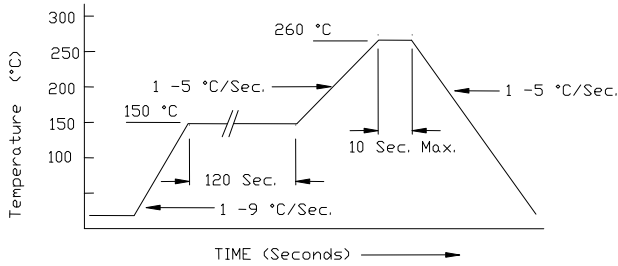 300
260 °C
250
1 -5 °C/Sec.
1 -5 °C/Sec.
200
150 °C
150
10 Sec. Max.
100
120 Sec.
1 -9 °C/Sec.
Temperature (°C)
TIME (Seconds)